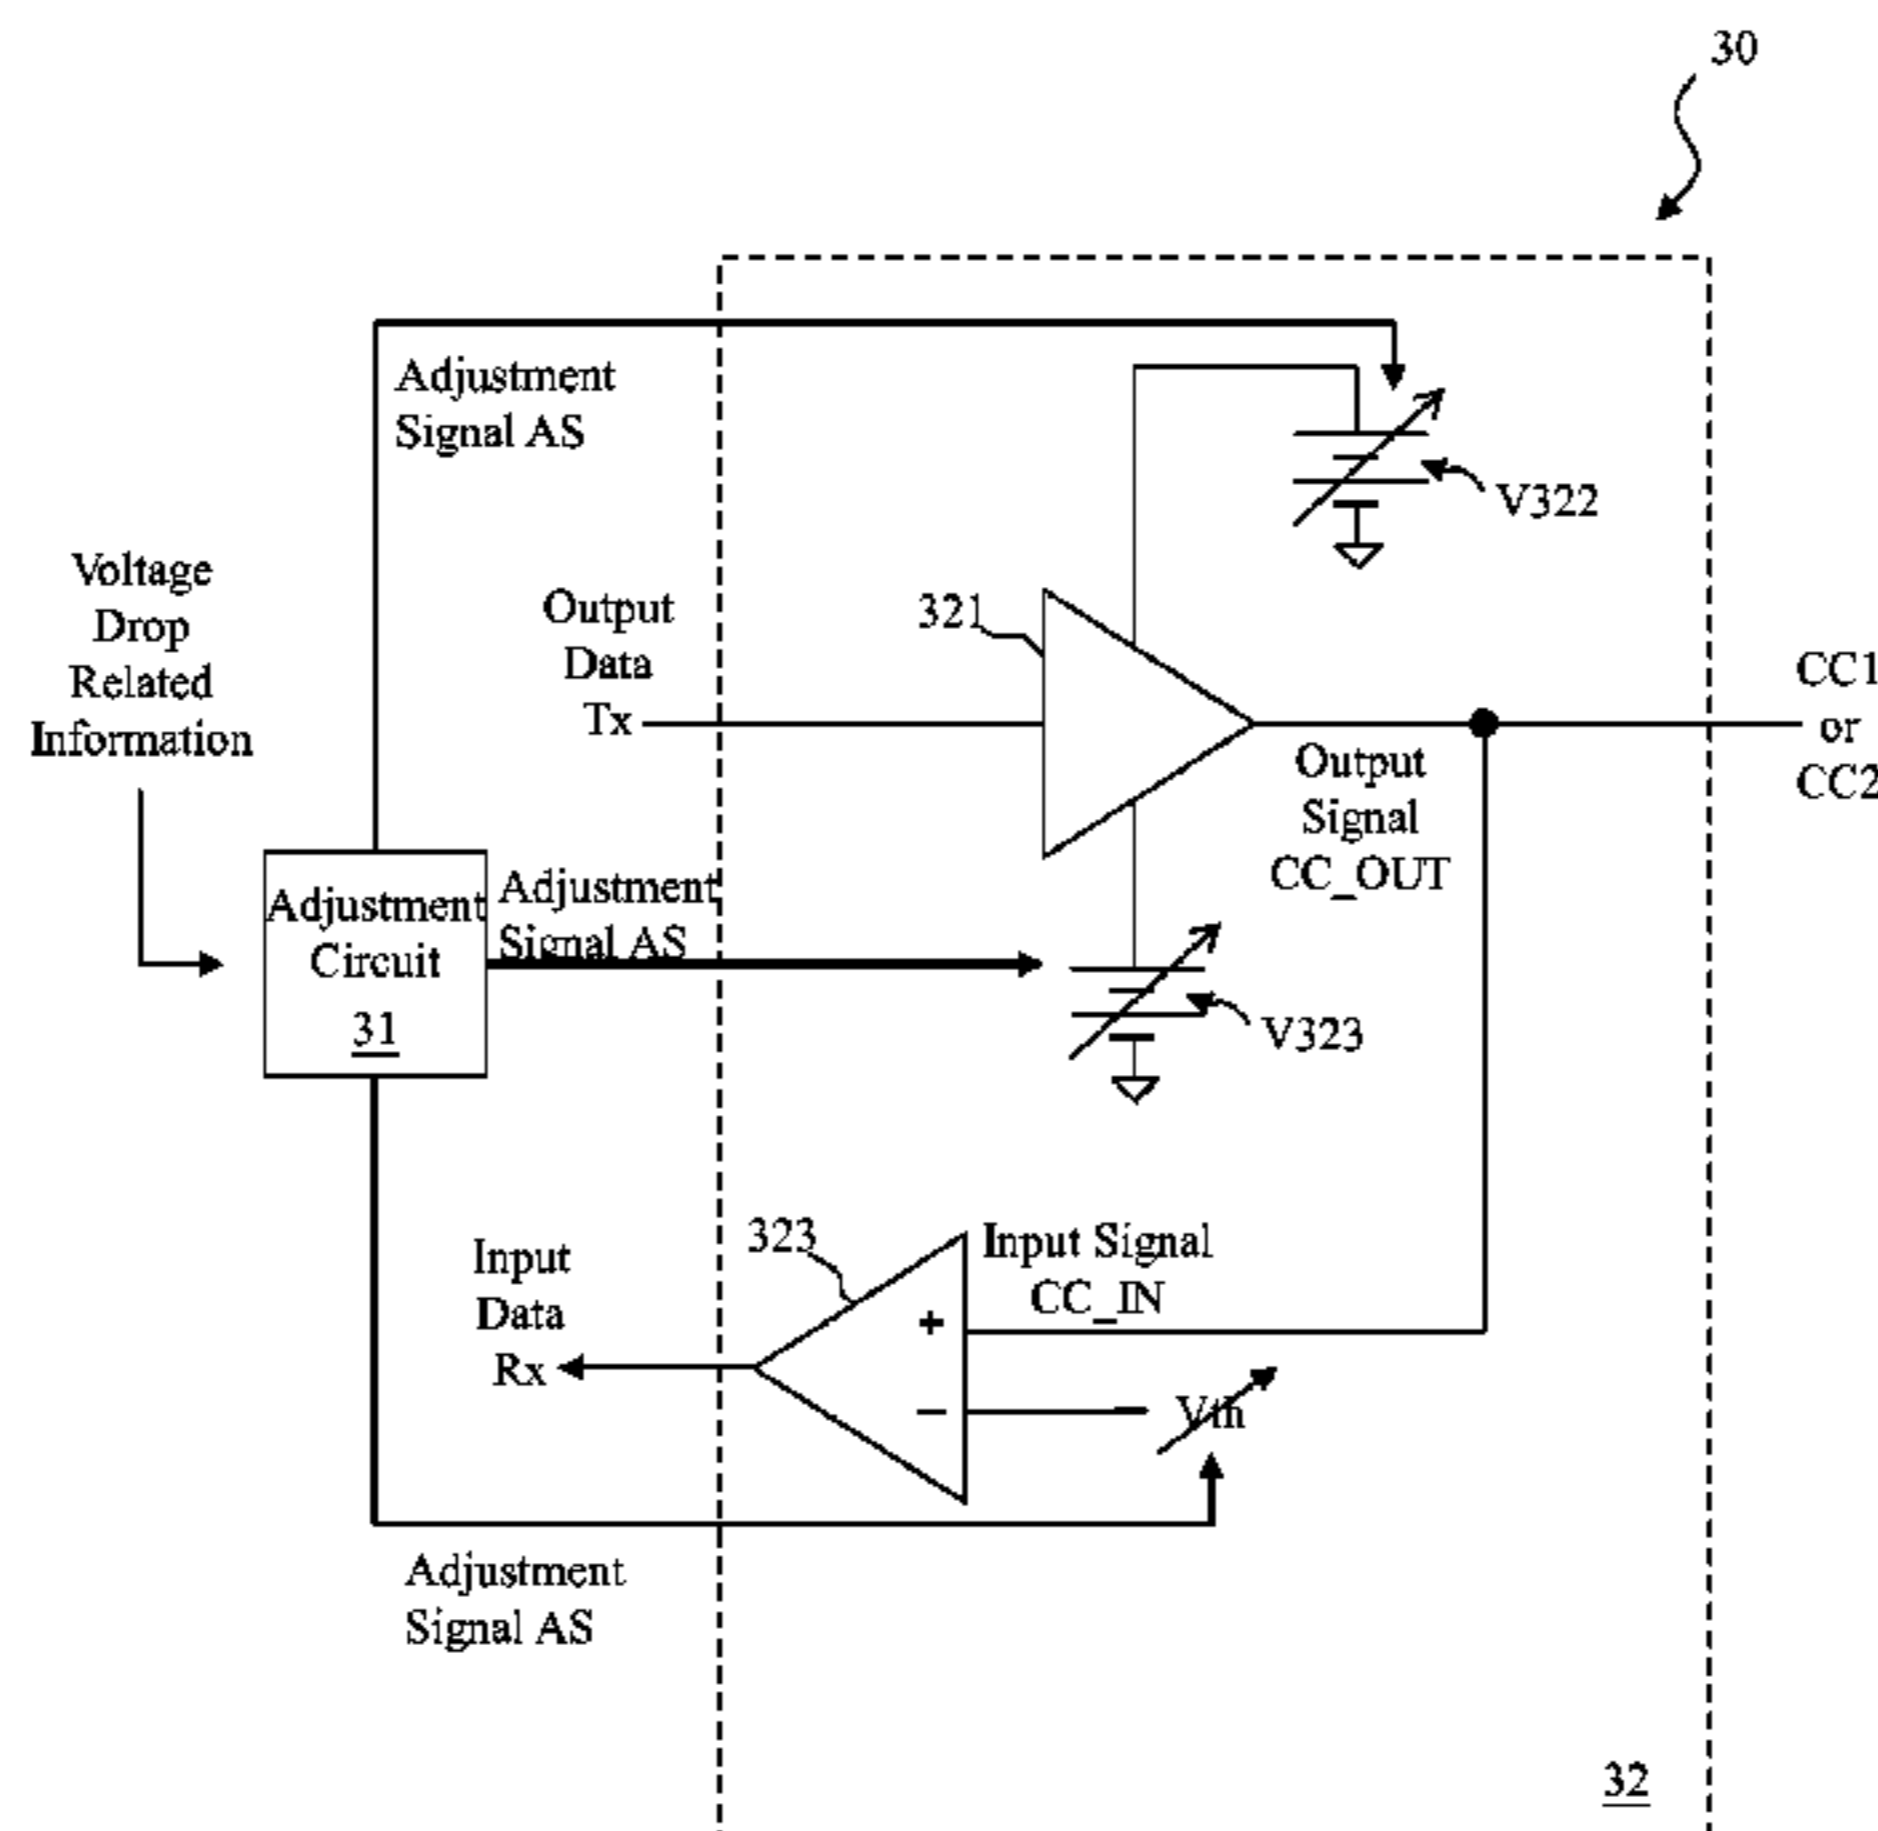 30
Adjustment
Signal AS
V322
Voltage
Drop
Related
Information
Output
Data
Tx
321
CC1
or
CC2
Output
Signal
CC_OUT
Adjustment
Circuit
31
Adjustment
Signal AS
V323
323
Input Signal
CC_IN
Input
Data
Rx
+
−
Vth
Adjustment
Signal AS
32